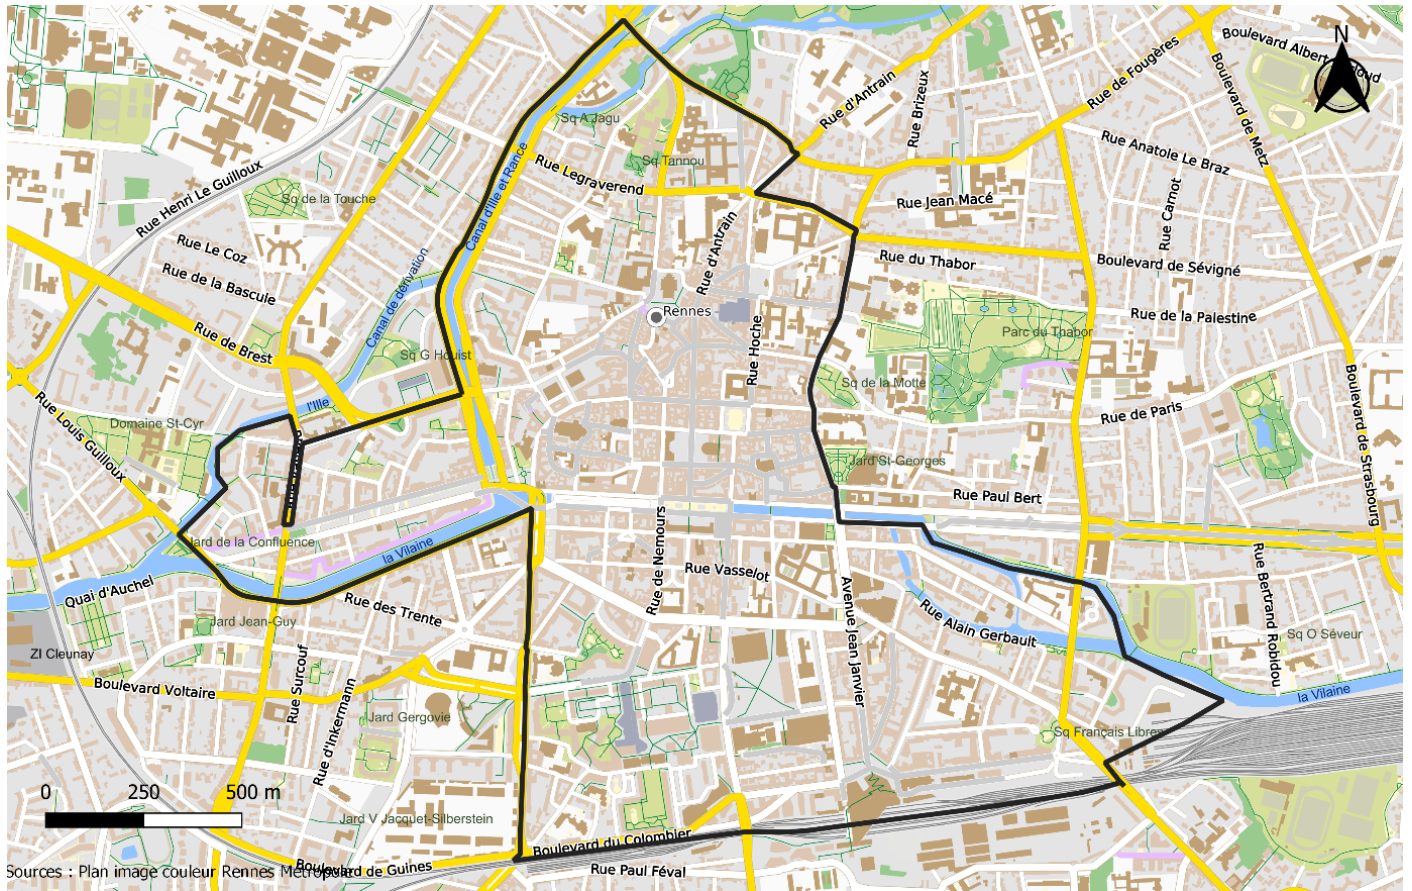 N
Boulevard Albert
Rue de Fougères
Rue d'Antrain
Rue Brizeux
Boulevard de Metz
Sq A Jagu
Rue Anatole Le Braz
Rue Legraverend
Sq Tannou
Rue Henri Le Guilloux
Sq de la Touche
Rue Jean Macé
Rue Carnot
Canal d'Ille et Rance
Rue d'Antrain
Rue Le Coz
Rue de la Bascule
Canal de dérivation
Rue du Thabor
Boulevard de Sévigné
Rennes
Rue de la Palestine
Rue de Brest
Parc du Thabor
Sq G Houist
Rue Hoche
Sq de la Motte
Rue Louis Guilloux
l'Ille
Rue de Paris
Domaine St-Cyr
Boulevard de Strasbourg
Jard St-Georges
Rue Paul Bert
Jard de la Confluence
la Vilaine
Rue de Nemours
Rue Vasselot
Quai d'Auchel
Rue des Trente
Avenue Jean Janvier
Rue Alain Gerbault
Rue Bertrand Robidou
Jard Jean-Guy
Sq O Séveur
ZI Cleunay
Boulevard Voltaire
Rue Surcouf
la Vilaine
Rue d'Inkermann
Jard Gergovie
Sq Français Libres
0 250 500 m
Jard V Jacquet-Silberstein
Boulevard du Colombier
Boulevard de Guines
Rue Paul Féval
Sources : Plan image couleur Rennes Métropole